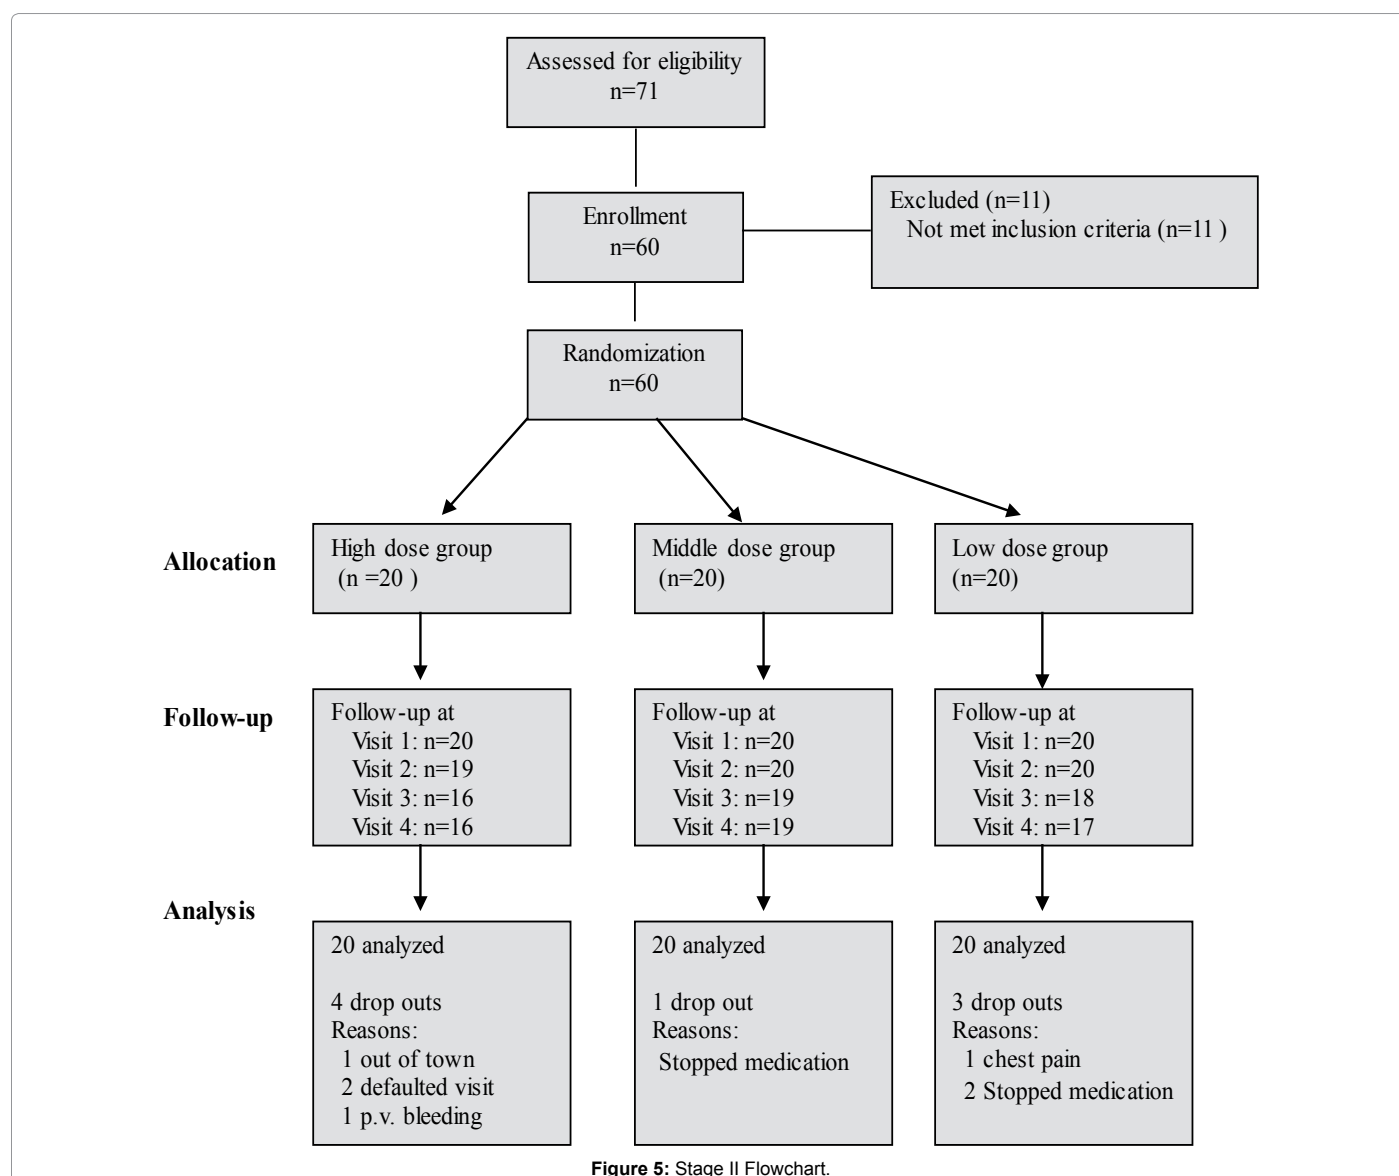 Assessed for eligibility
n=71
Enrollment
n=60
Excluded (n=11)
Not met inclusion criteria (n=11 )
Randomization
n=60
Allocation
High dose group
(n =20 )
Middle dose group
(n=20)
Low dose group
(n=20)
Follow-up
Follow-up at
Visit 1: n=20
Visit 2: n=19
Visit 3: n=16
Visit 4: n=16
Follow-up at
Visit 1: n=20
Visit 2: n=20
Visit 3: n=19
Visit 4: n=19
Follow-up at
Visit 1: n=20
Visit 2: n=20
Visit 3: n=18
Visit 4: n=17
Analysis
20 analyzed
4 drop outs
Reasons:
1 out of town
2 defaulted visit
1 p.v. bleeding
20 analyzed
1 drop out
Reasons:
Stopped medication
20 analyzed
3 drop outs
Reasons:
1 chest pain
2 Stopped medication
Figure 5: Stage II Flowchart.